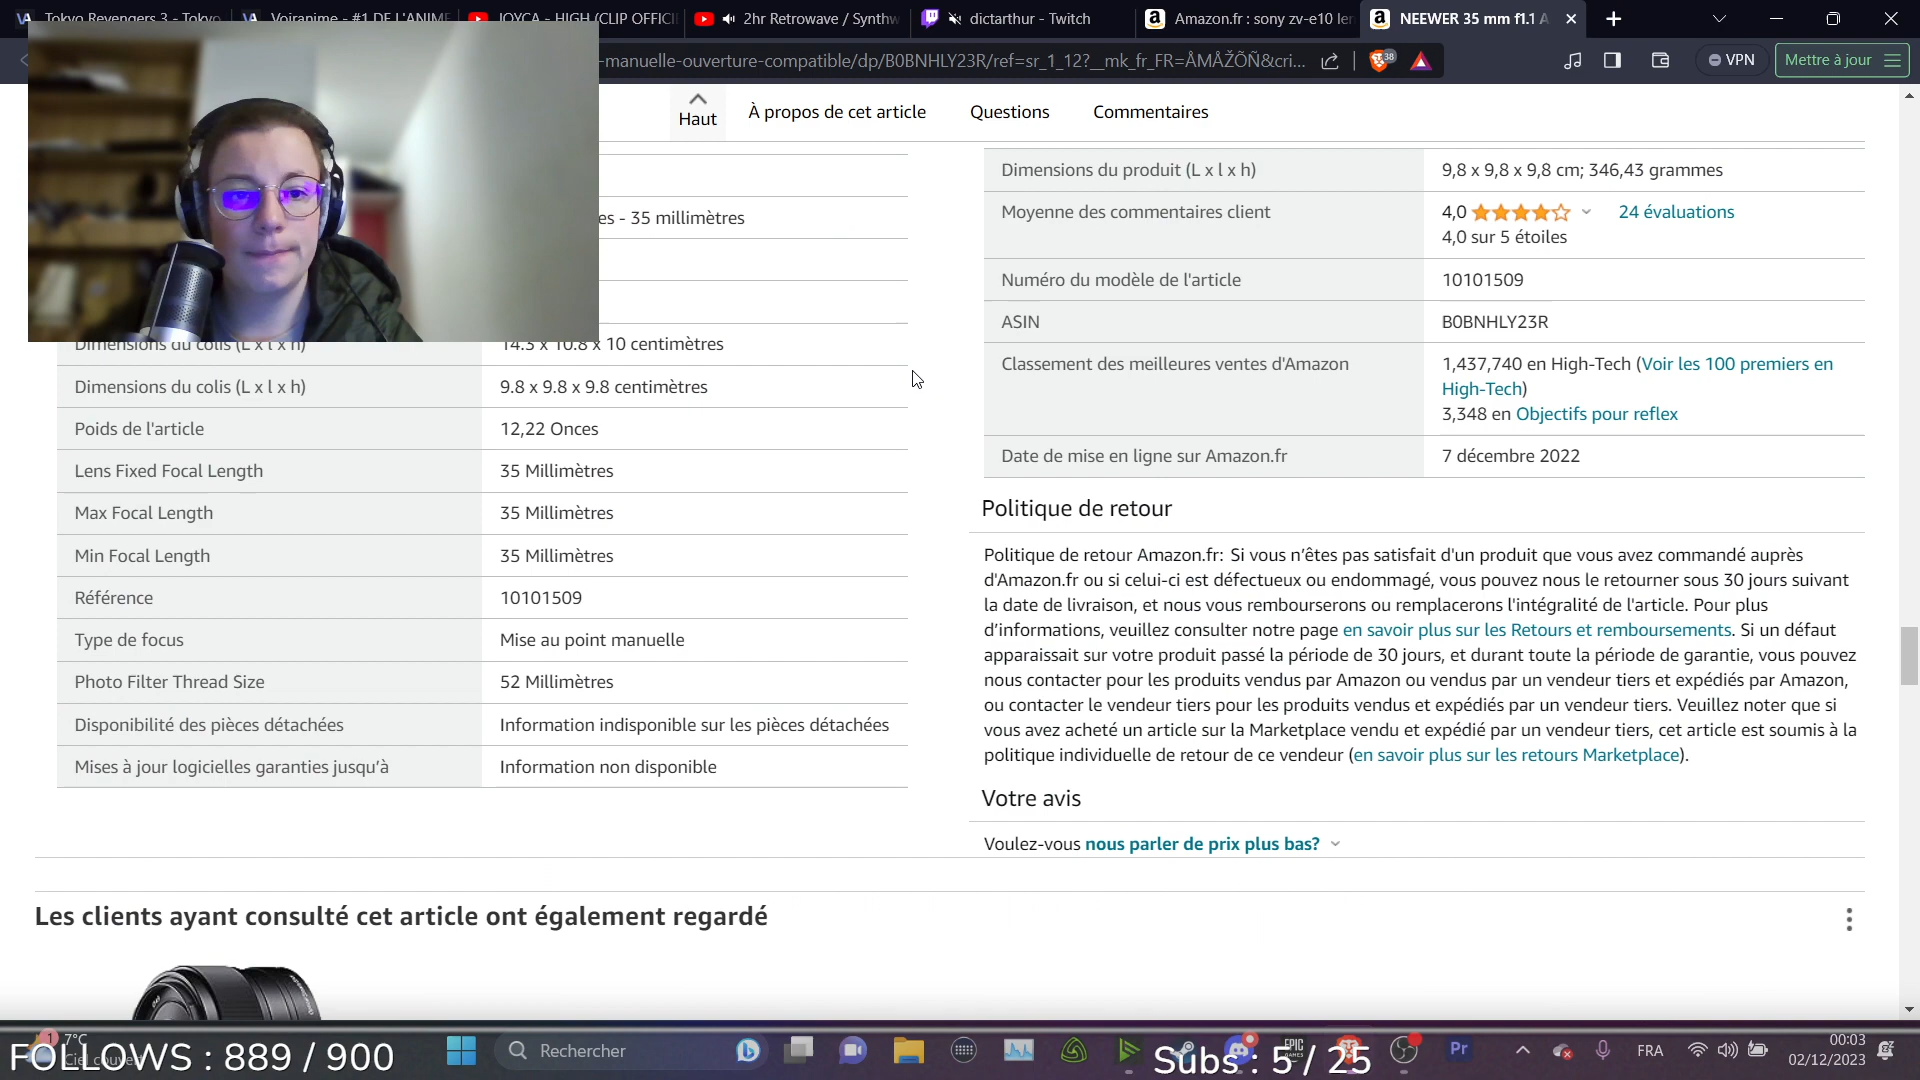 Tokyo Revengers 3 - Tokyo
Voiranime - #1 DE L'ANIME
JOYCA - HIGH (CLIP OFFICI
2hr Retrowave / Synthw
dictarthur - Twitch
Amazon.fr : sony zv-e10 len
NEEWER 35 mm f1.1 A
-manuelle-ouverture-compatible/dp/B0BNHLY23R/ref=sr_1_12?__mk_fr_FR=ÅMÅŽÕÑ&cri...
38
VPN
Mettre à jour
Haut
À propos de cet article
Questions
Commentaires
es - 35 millimètres
Dimensions du colis (L x l x h) 14.3 x 10.8 x 10 centimètres
Dimensions du colis (L x l x h) 9.8 x 9.8 x 9.8 centimètres
Poids de l'article 12,22 Onces
Lens Fixed Focal Length 35 Millimètres
Max Focal Length 35 Millimètres
Min Focal Length 35 Millimètres
Référence 10101509
Type de focus Mise au point manuelle
Photo Filter Thread Size 52 Millimètres
Disponibilité des pièces détachées Information indisponible sur les pièces détachées
Mises à jour logicielles garanties jusqu'à Information non disponible
Dimensions du produit (L x l x h) 9,8 x 9,8 x 9,8 cm; 346,43 grammes
Moyenne des commentaires client 4,0 24 évaluations
4,0 sur 5 étoiles
Numéro du modèle de l'article 10101509
ASIN B0BNHLY23R
Classement des meilleures ventes d'Amazon 1,437,740 en High-Tech (Voir les 100 premiers en
High-Tech)
3,348 en Objectifs pour reflex
Date de mise en ligne sur Amazon.fr 7 décembre 2022
Politique de retour
Politique de retour Amazon.fr: Si vous n'êtes pas satisfait d'un produit que vous avez commandé auprès
d'Amazon.fr ou si celui-ci est défectueux ou endommagé, vous pouvez nous le retourner sous 30 jours suivant
la date de livraison, et nous vous rembourserons ou remplacerons l'intégralité de l'article. Pour plus
d'informations, veuillez consulter notre page en savoir plus sur les Retours et remboursements. Si un défaut
apparaissait sur votre produit passé la période de 30 jours, et durant toute la période de garantie, vous pouvez
nous contacter pour les produits vendus par Amazon ou vendus par un vendeur tiers et expédiés par Amazon,
ou contacter le vendeur tiers pour les produits vendus et expédiés par un vendeur tiers. Veuillez noter que si
vous avez acheté un article sur la Marketplace vendu et expédié par un vendeur tiers, cet article est soumis à la
politique individuelle de retour de ce vendeur (en savoir plus sur les retours Marketplace).
Votre avis
Voulez-vous nous parler de prix plus bas?
Les clients ayant consulté cet article ont également regardé
1
7°C
Ciel couvert
FOLLOWS : 889 / 900
Rechercher
Subs : 5 / 25
EPIC
GAMES
Pr
FRA
00:03
02/12/2023